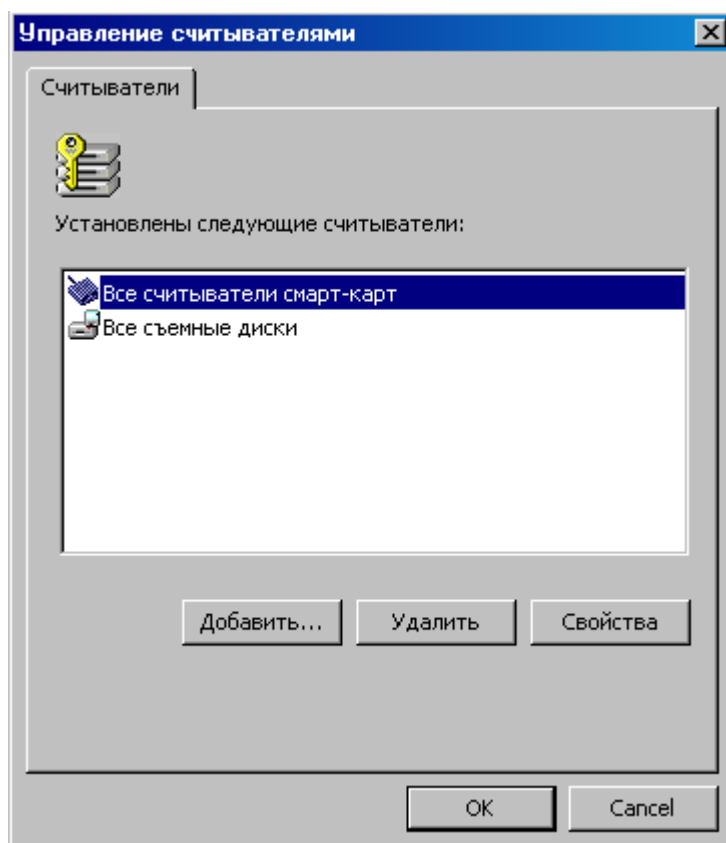 Управление считывателями
Считыватели
Установлены следующие считыватели:
Все считыватели смарт-карт
Все съемные диски
Добавить... Удалить Свойства
OK Cancel